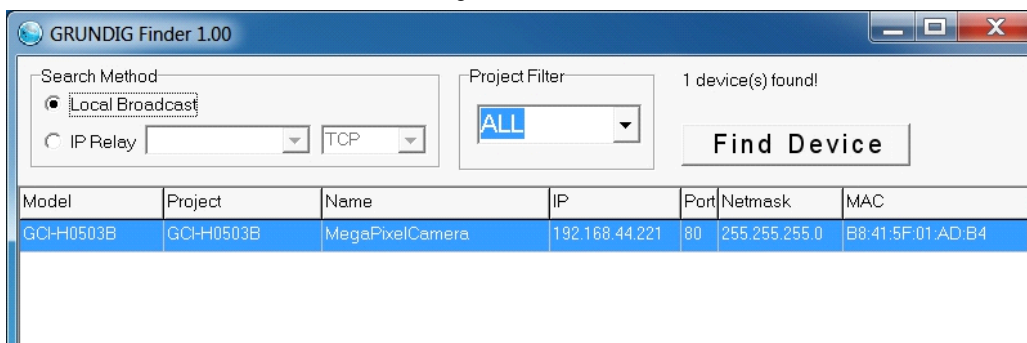 GRUNDIG Finder 1.00
Search Method
Local Broadcast
IP Relay TCP
Project Filter
ALL
1 device(s) found!
Find Device
Model Project Name IP Port Netmask MAC
GCI-H0503B GCI-H0503B MegaPixelCamera 192.168.44.221 80 255.255.255.0 B8:41:5F:01:AD:B4